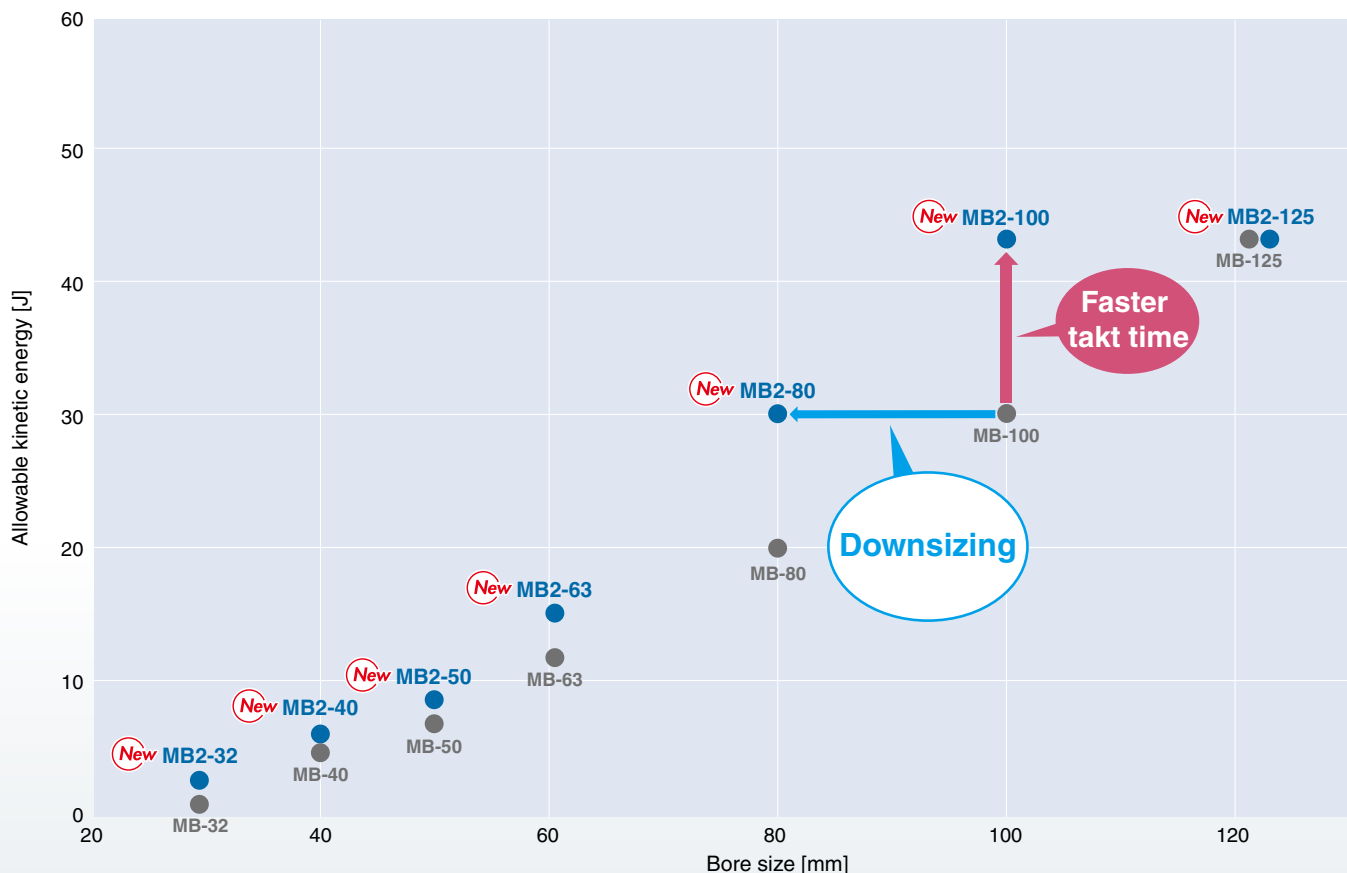 60
50
New MB2-100
New MB2-125
MB-125
40
Faster
takt time
New MB2-80
30
MB-100
Downsizing
20
MB-80
New MB2-63
MB-63
10
New MB2-50
New MB2-40
MB-50
New MB2-32
MB-40
0
MB-32
20
40
60
80
100
120
Bore size [mm]
Allowable kinetic energy [J]